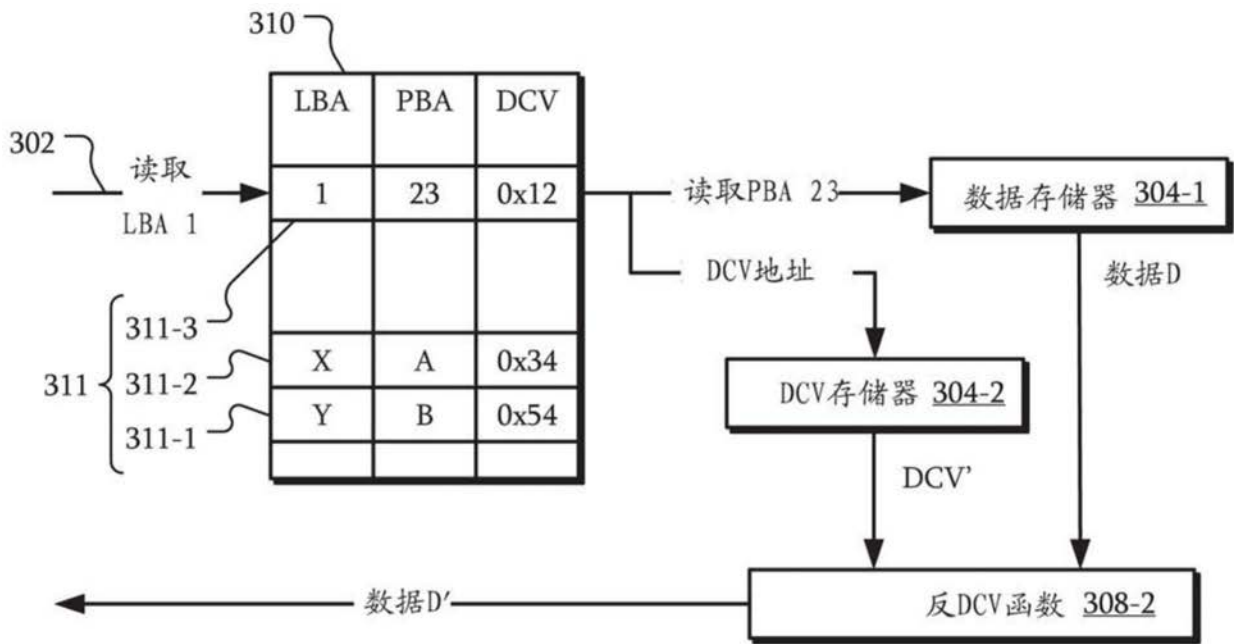 310
LBA PBA DCV
302
读取
LBA 1
1 23 0x12
读取PBA 23
数据存储器 304-1
DCV地址
数据D
311-3
311
311-2
X A 0x34
311-1
Y B 0x54
DCV存储器 304-2
DCV'
数据D'
反DCV函数 308-2